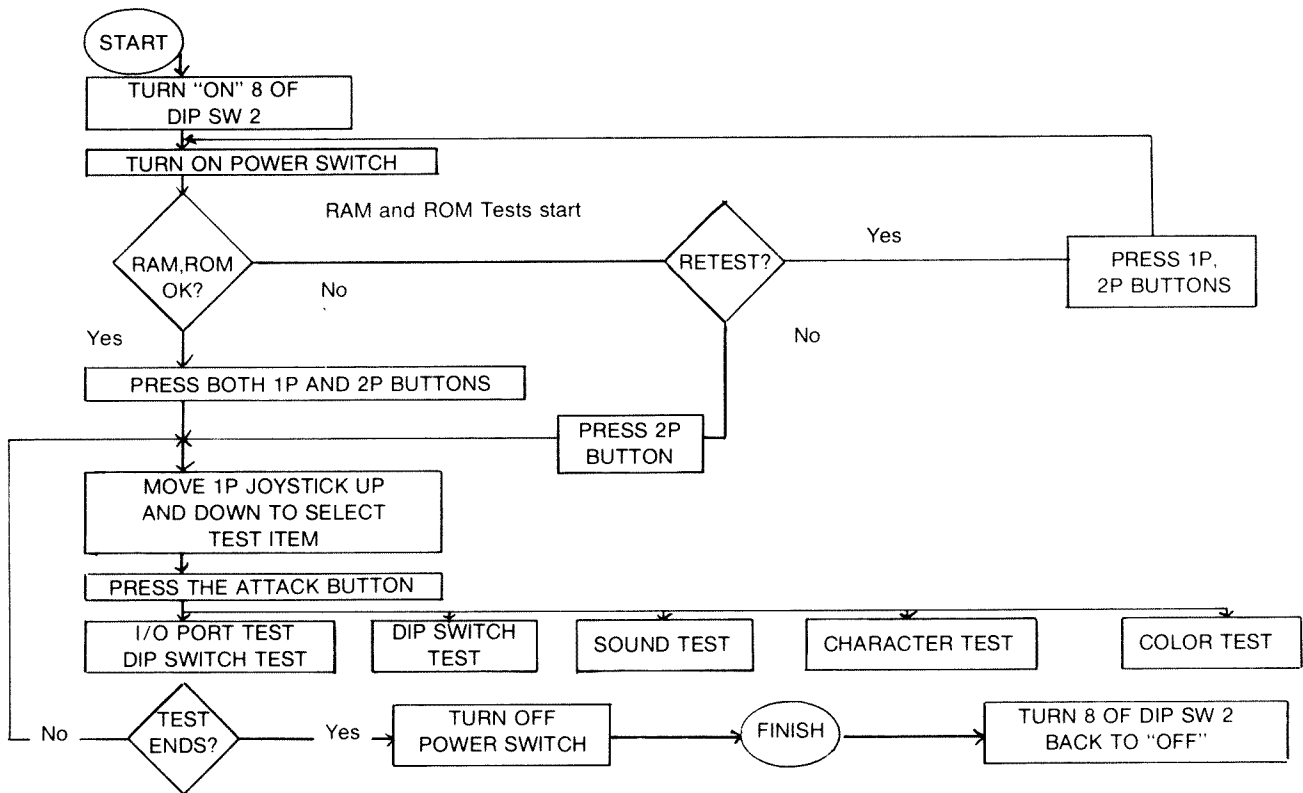 START
TURN "ON" 8 OF
DIP SW 2
TURN ON POWER SWITCH
RAM and ROM Tests start
RAM,ROM
OK?
No
Yes
RETEST?
Yes
No
PRESS 1P,
2P BUTTONS
PRESS BOTH 1P AND 2P BUTTONS
PRESS 2P
BUTTON
MOVE 1P JOYSTICK UP
AND DOWN TO SELECT
TEST ITEM
PRESS THE ATTACK BUTTON
I/O PORT TEST
DIP SWITCH TEST
DIP SWITCH
TEST
SOUND TEST
CHARACTER TEST
COLOR TEST
TEST
ENDS?
No
Yes
TURN OFF
POWER SWITCH
FINISH
TURN 8 OF DIP SW 2
BACK TO "OFF"